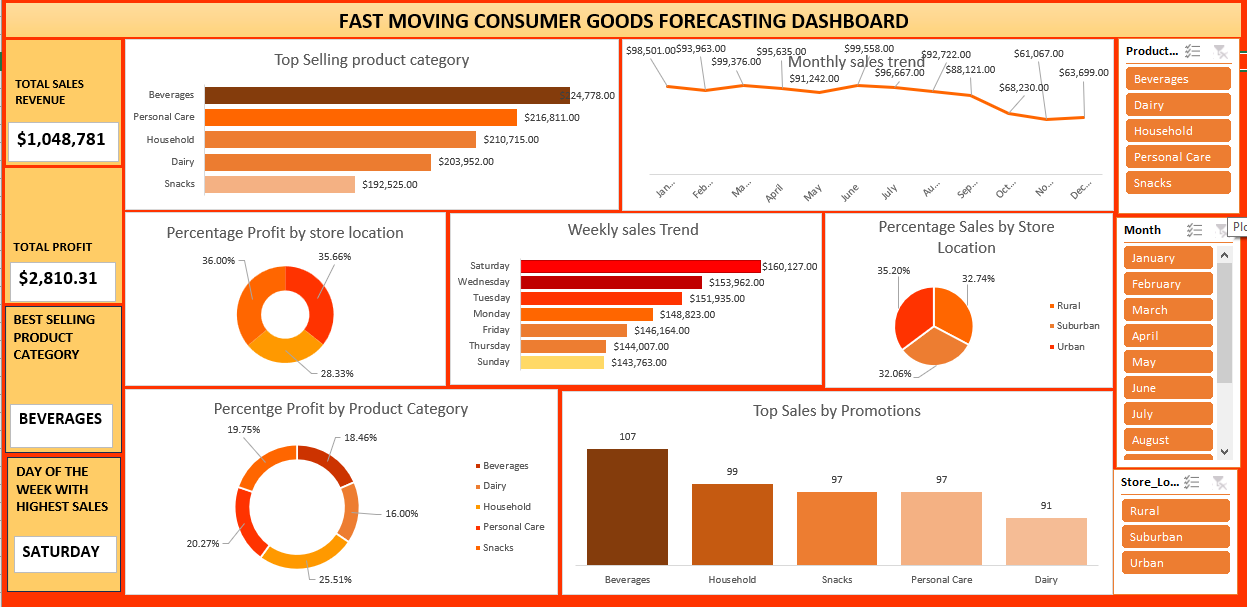 FAST MOVING CONSUMER GOODS FORECASTING DASHBOARD
TOTAL SALES
REVENUE
$1,048,781
TOTAL PROFIT
$2,810.31
BEST SELLING
PRODUCT
CATEGORY
BEVERAGES
DAY OF THE
WEEK WITH
HIGHEST SALES
SATURDAY
Top Selling product category
Beverages
24,778.00
Personal Care
$216,811.00
Household
$210,715.00
Dairy
$203,952.00
Snacks
$192,525.00
Monthly sales trend
$98,501.00
$93,963.00
$99,376.00
$95,635.00
$91,242.00
$99,558.00
$96,667.00
$92,722.00
$88,121.00
$68,230.00
$61,067.00
$63,699.00
Jan...
Feb...
Ma...
April
May
June
July
Au...
Sep...
Oct...
No...
Dec...
Product...
Beverages
Dairy
Household
Personal Care
Snacks
Percentage Profit by store location
36.00%
35.66%
28.33%
Weekly sales Trend
Saturday
$160,127.00
Wednesday
$153,962.00
Tuesday
$151,935.00
Monday
$148,823.00
Friday
$146,164.00
Thursday
$144,007.00
Sunday
$143,763.00
Percentage Sales by Store
Location
35.20%
32.74%
32.06%
Rural
Suburban
Urban
Month
Plo
January
February
March
April
May
June
July
August
Percentge Profit by Product Category
19.75%
18.46%
16.00%
20.27%
25.51%
Beverages
Dairy
Household
Personal Care
Snacks
Top Sales by Promotions
107
99
97
97
91
Beverages
Household
Snacks
Personal Care
Dairy
Store_Lo...
Rural
Suburban
Urban